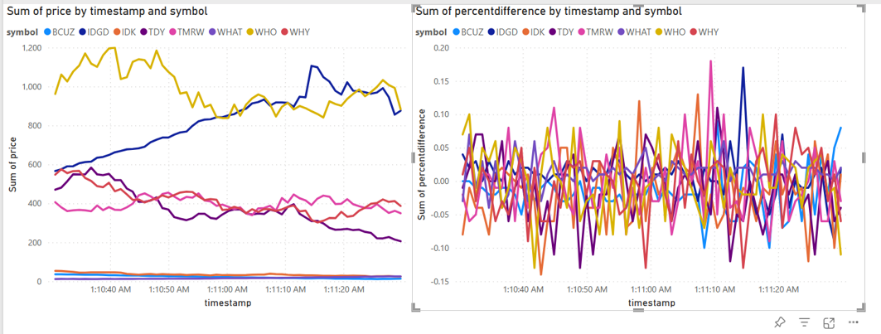 Sum of price by timestamp and symbol
symbol BCUZ IDGD IDK TDY TMRW WHAT WHO WHY
1,200
1,000
800
600
400
200
0
Sum of price
1:10:40 AM 1:10:50 AM 1:11:00 AM 1:11:10 AM 1:11:20 AM
timestamp
Sum of percentdifference by timestamp and symbol
symbol BCUZ IDGD IDK TDY TMRW WHAT WHO WHY
0.20
0.15
0.10
0.05
0.00
-0.05
-0.10
-0.15
Sum of percentdifference
1:10:40 AM 1:10:50 AM 1:11:00 AM 1:11:10 AM 1:11:20 AM
timestamp